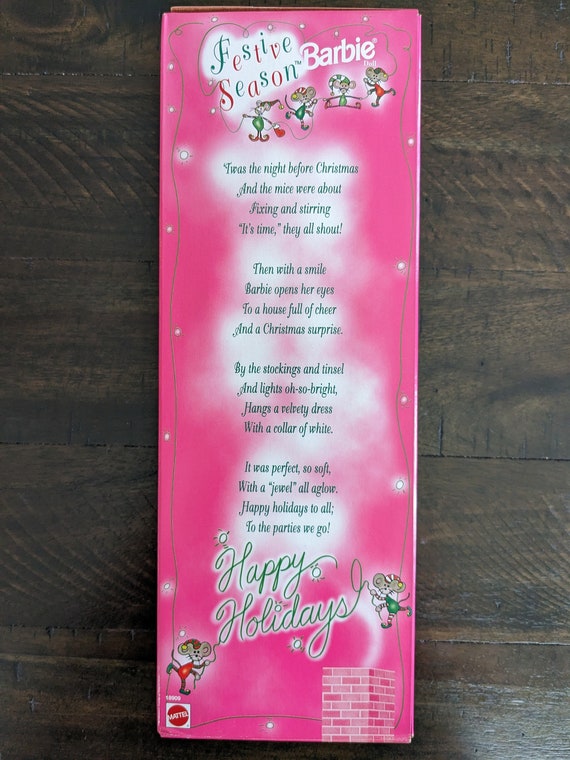 Festive
Season™
Barbie®
Doll
'Twas the night before Christmas
And the mice were about
Fixing and stirring
"It's time," they all shout!
Then with a smile
Barbie opens her eyes
To a house full of cheer
And a Christmas surprise.
By the stockings and tinsel
And lights oh-so-bright,
Hangs a velvety dress
With a collar of white.
It was perfect, so soft,
With a "jewel" all aglow.
Happy holidays to all;
To the parties we go!
Happy
Holidays!
18909
MATTEL